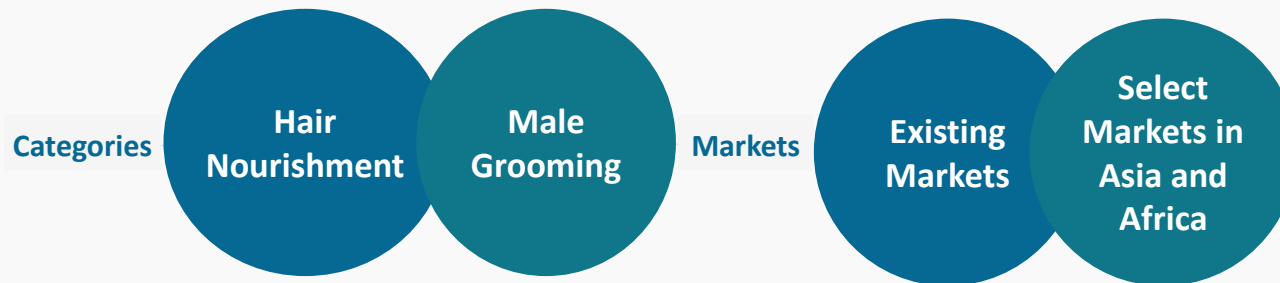 Categories
Hair
Nourishment
Male
Grooming
Markets
Existing
Markets
Select
Markets in
Asia and
Africa